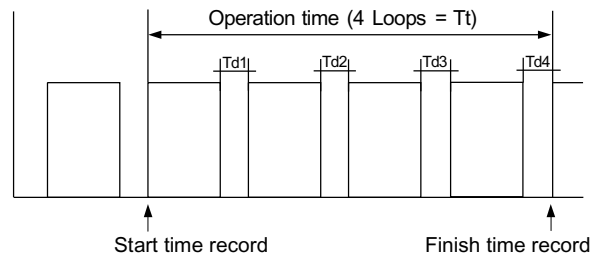 Operation time (4 Loops = Tt)
Td1 Td2 Td3 Td4
Start time record Finish time record